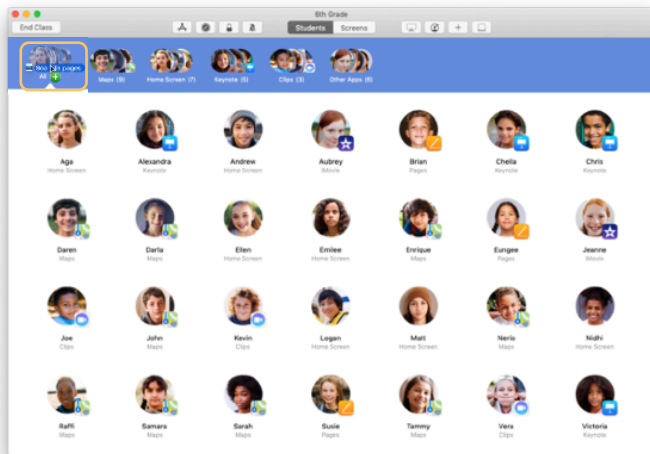 6th Grade
End Class
Students Screens
All
Maps (9) Home Screen (7) Keynote (5) Clips (3) Other Apps (6)
Aga Alexandra Andrew Aubrey Brian Chella Chris
Home Screen Keynote Home Screen iMovie Pages Keynote Keynote
Daren Darla Ellen Emilee Enrique Eungee Jeanne
Maps Maps Home Screen Home Screen Maps Pages iMovie
Joe John Kevin Logan Matt Nerio Nidhi
Clips Maps Clips Home Screen Home Screen Maps Home Screen
Raffi Samara Sarah Susie Tammy Vera Victoria
Maps Maps Maps Pages Maps Clips Keynote